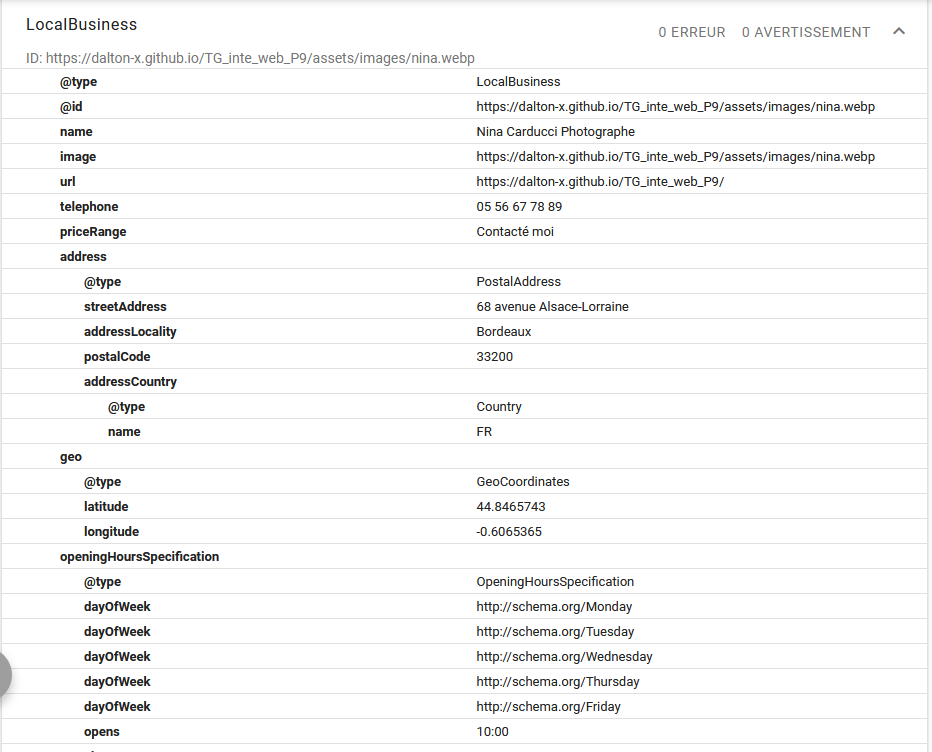 LocalBusiness
0 ERREUR 0 AVERTISSEMENT
ID: https://dalton-x.github.io/TG_inte_web_P9/assets/images/nina.webp
@type LocalBusiness
@id https://dalton-x.github.io/TG_inte_web_P9/assets/images/nina.webp
name Nina Carducci Photographe
image https://dalton-x.github.io/TG_inte_web_P9/assets/images/nina.webp
url https://dalton-x.github.io/TG_inte_web_P9/
telephone 05 56 67 78 89
priceRange Contacté moi
address
@type PostalAddress
streetAddress 68 avenue Alsace-Lorraine
addressLocality Bordeaux
postalCode 33200
addressCountry
@type Country
name FR
geo
@type GeoCoordinates
latitude 44.8465743
longitude -0.6065365
openingHoursSpecification
@type OpeningHoursSpecification
dayOfWeek http://schema.org/Monday
dayOfWeek http://schema.org/Tuesday
dayOfWeek http://schema.org/Wednesday
dayOfWeek http://schema.org/Thursday
dayOfWeek http://schema.org/Friday
opens 10:00